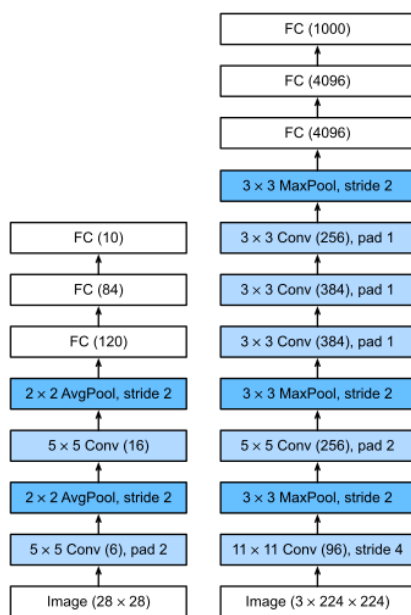 FC (10)
FC (84)
FC (120)
2 × 2 AvgPool, stride 2
5 × 5 Conv (16)
2 × 2 AvgPool, stride 2
5 × 5 Conv (6), pad 2
Image (28 × 28)
FC (1000)
FC (4096)
FC (4096)
3 × 3 MaxPool, stride 2
3 × 3 Conv (256), pad 1
3 × 3 Conv (384), pad 1
3 × 3 Conv (384), pad 1
3 × 3 MaxPool, stride 2
5 × 5 Conv (256), pad 2
3 × 3 MaxPool, stride 2
11 × 11 Conv (96), stride 4
Image (3 × 224 × 224)